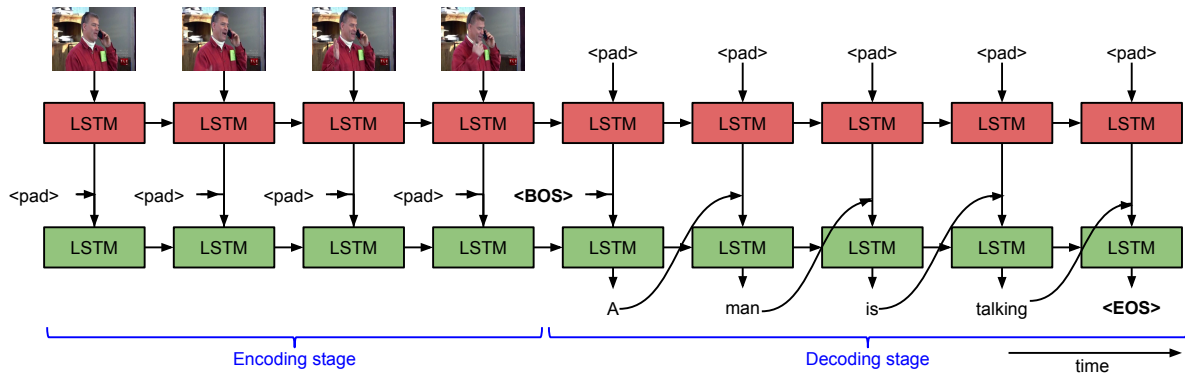 <pad> <pad> <pad> <pad> <pad>
LSTM LSTM LSTM LSTM LSTM LSTM LSTM LSTM LSTM
<pad> <pad> <pad> <pad> <BOS>
LSTM LSTM LSTM LSTM LSTM LSTM LSTM LSTM LSTM
A man is talking <EOS>
Encoding stage Decoding stage time